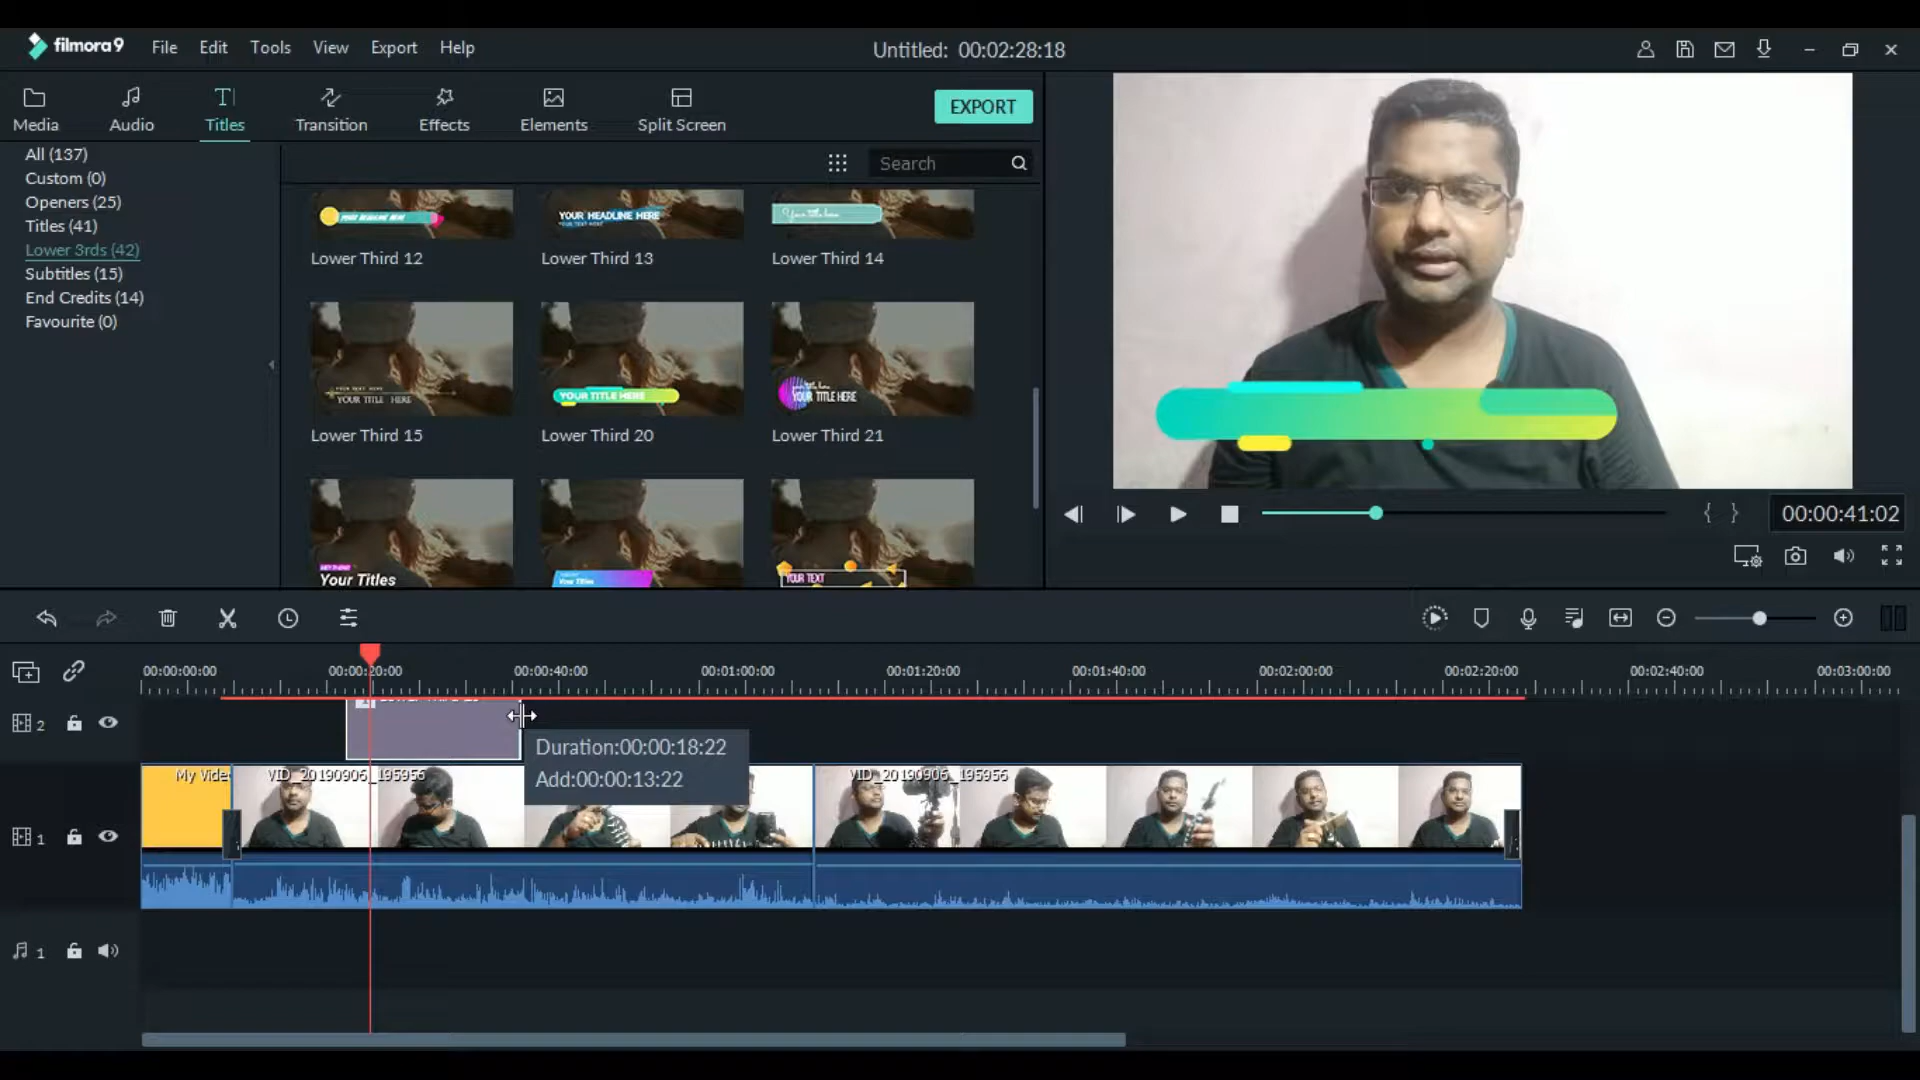 filmora9 File Edit Tools View Export Help Untitled: 00:02:28:18
Media Audio Titles Transition Effects Elements Split Screen EXPORT
All (137)
Custom (0)
Openers (25)
Titles (41)
Lower 3rds (42)
Subtitles (15)
End Credits (14)
Favourite (0)
Search
YOUR HEADLINE HERE
Your title here
Lower Third 12 Lower Third 13 Lower Third 14
YOUR TITLE HERE
YOUR TITLE HERE
YOUR TITLE HERE
Lower Third 15 Lower Third 20 Lower Third 21
Your Titles
Your Titles
YOUR TEXT
00:00:41:02
00:00:00:00 00:00:20:00 00:00:40:00 00:01:00:00 00:01:20:00 00:01:40:00 00:02:00:00 00:02:20:00 00:02:40:00 00:03:00:00
2
Duration:00:00:18:22
Add:00:00:13:22
My Vide VID_20190906_195956 VID_20190906_195956
1
1